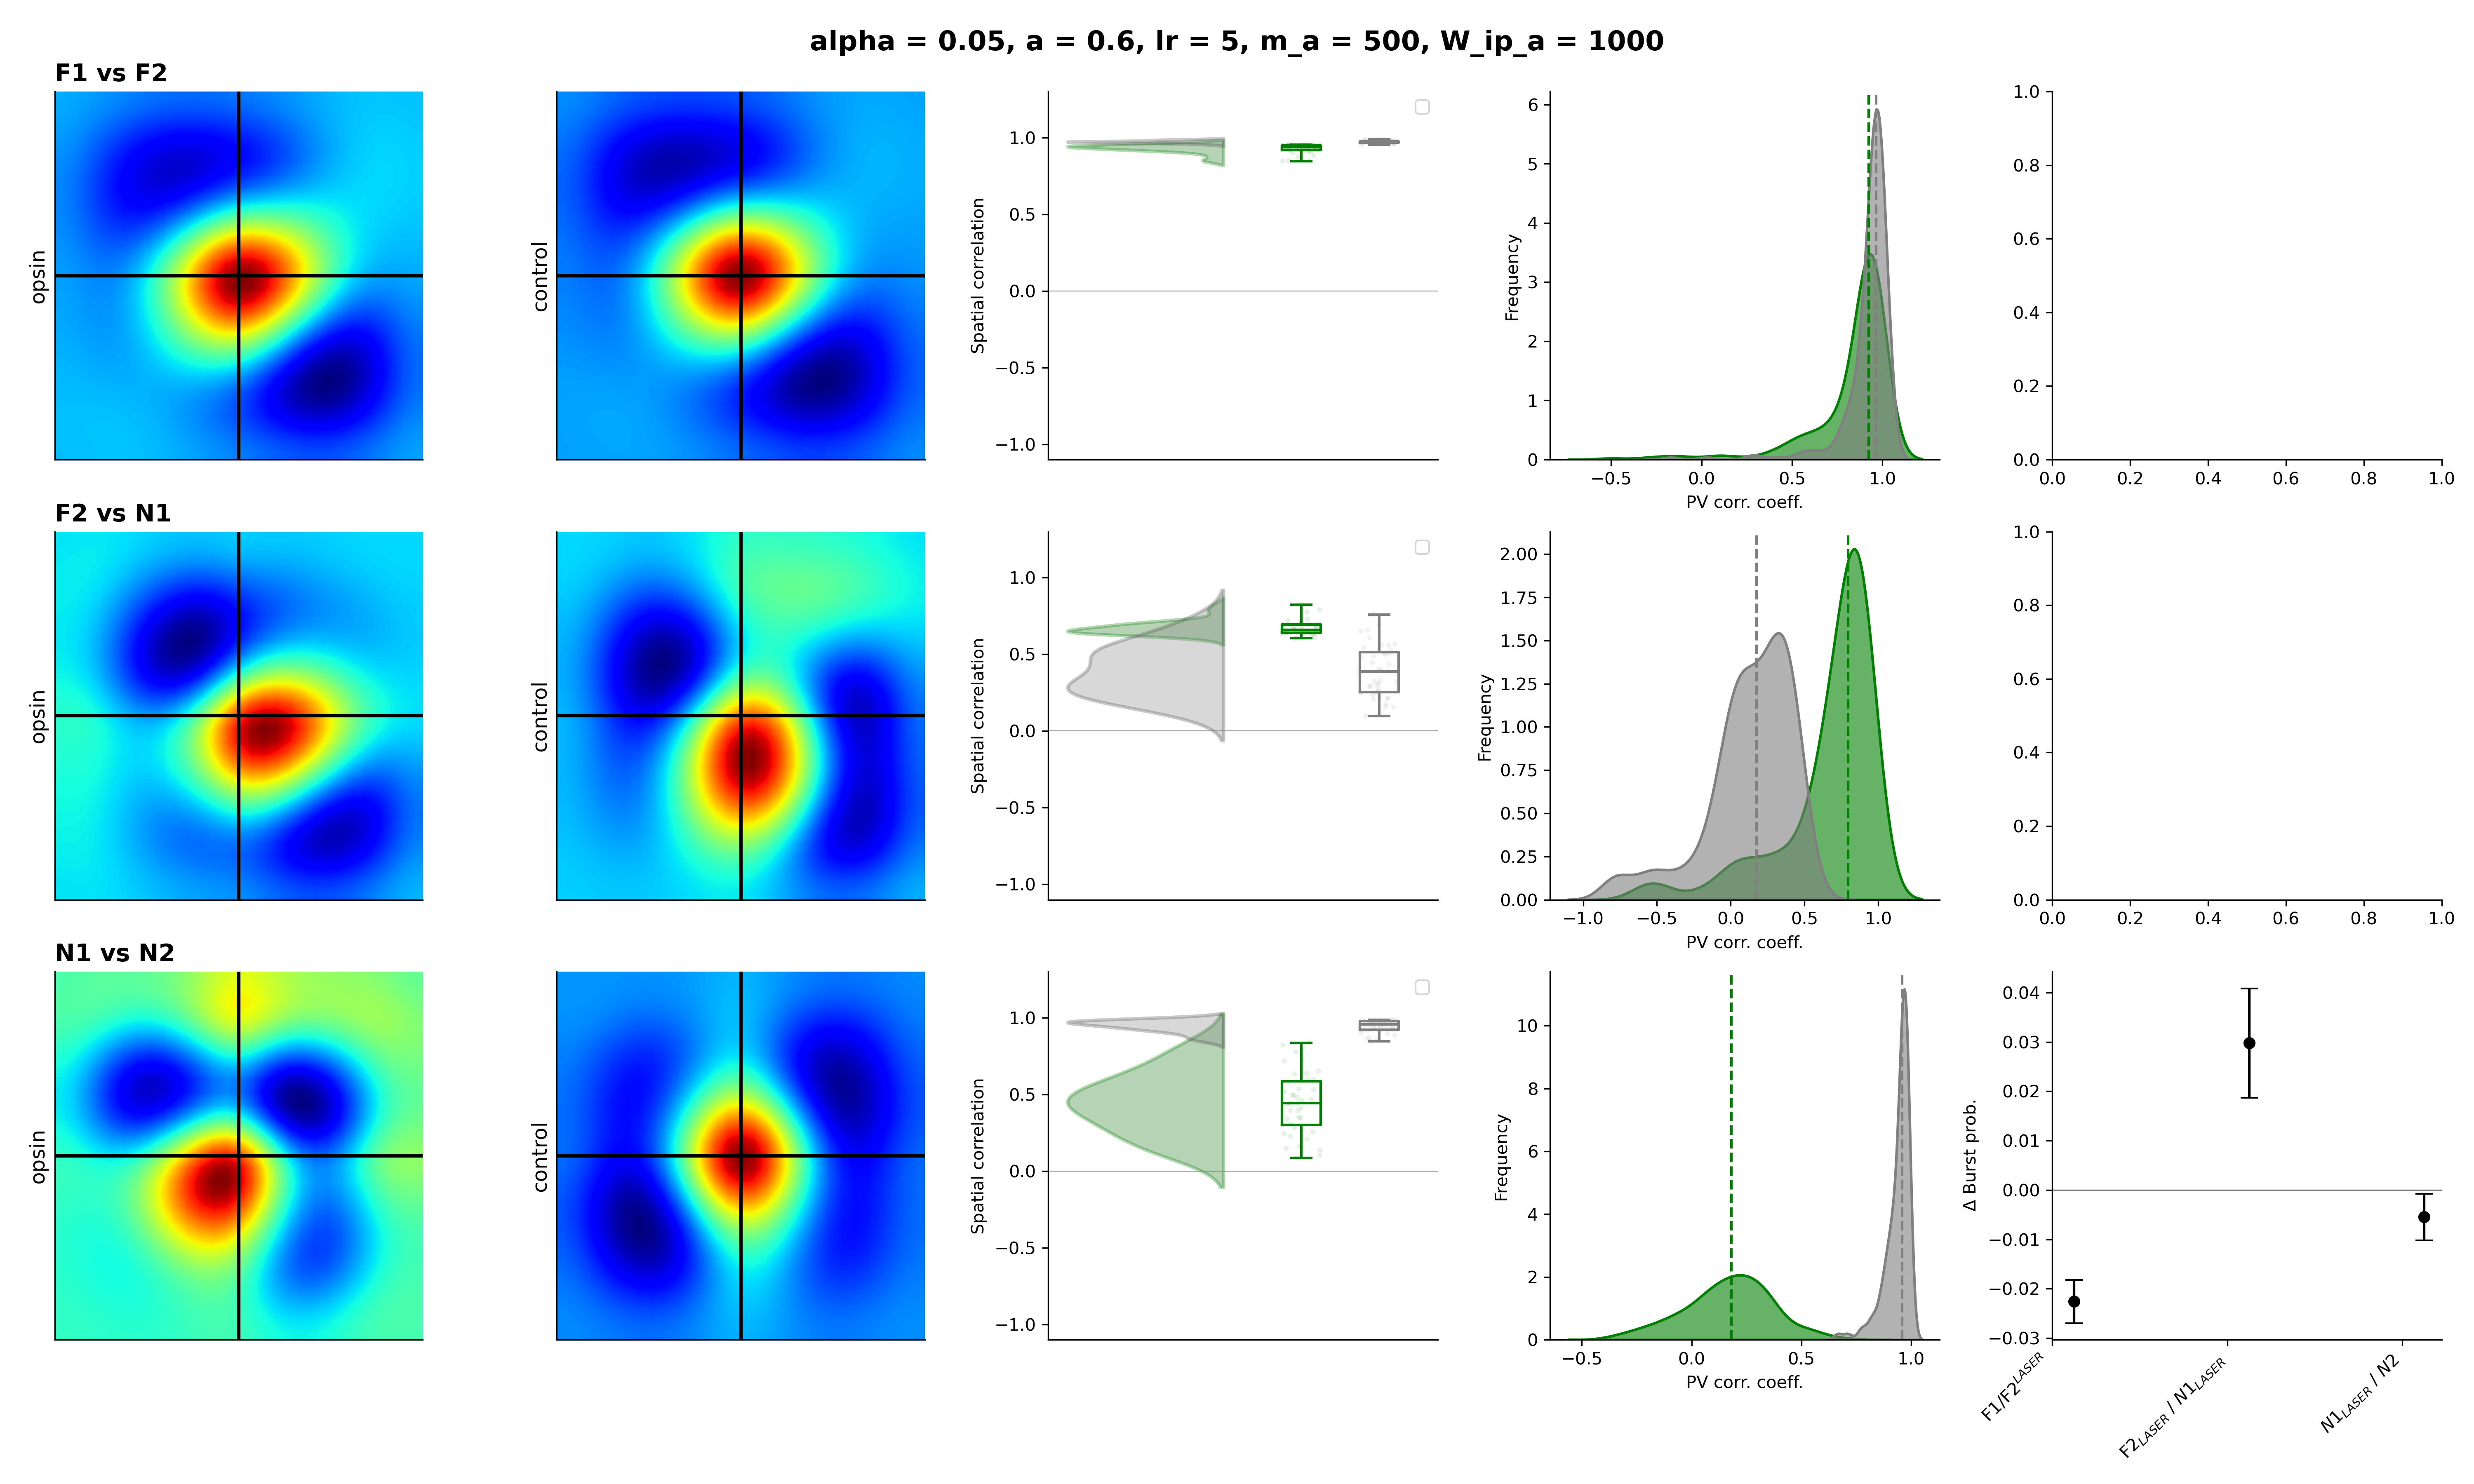 alpha = 0.05, a = 0.6, lr = 5, m_a = 500, W_ip_a = 1000
F1 vs F2
opsin
control
Spatial correlation
1.0
0.5
0.0
−0.5
−1.0
Frequency
6
5
4
3
2
1
0
−0.5 0.0 0.5 1.0
PV corr. coeff.
1.0
0.8
0.6
0.4
0.2
0.0
0.0 0.2 0.4 0.6 0.8 1.0
F2 vs N1
opsin
control
Spatial correlation
1.0
0.5
0.0
−0.5
−1.0
Frequency
2.00
1.75
1.50
1.25
1.00
0.75
0.50
0.25
0.00
−1.0 −0.5 0.0 0.5 1.0
PV corr. coeff.
1.0
0.8
0.6
0.4
0.2
0.0
0.0 0.2 0.4 0.6 0.8 1.0
N1 vs N2
opsin
control
Spatial correlation
1.0
0.5
0.0
−0.5
−1.0
Frequency
10
8
6
4
2
0
−0.5 0.0 0.5 1.0
PV corr. coeff.
Δ Burst prob.
0.04
0.03
0.02
0.01
0.00
−0.01
−0.02
−0.03
F1/F2^LASER
F2_LASER / N1_LASER
N1_LASER / N2